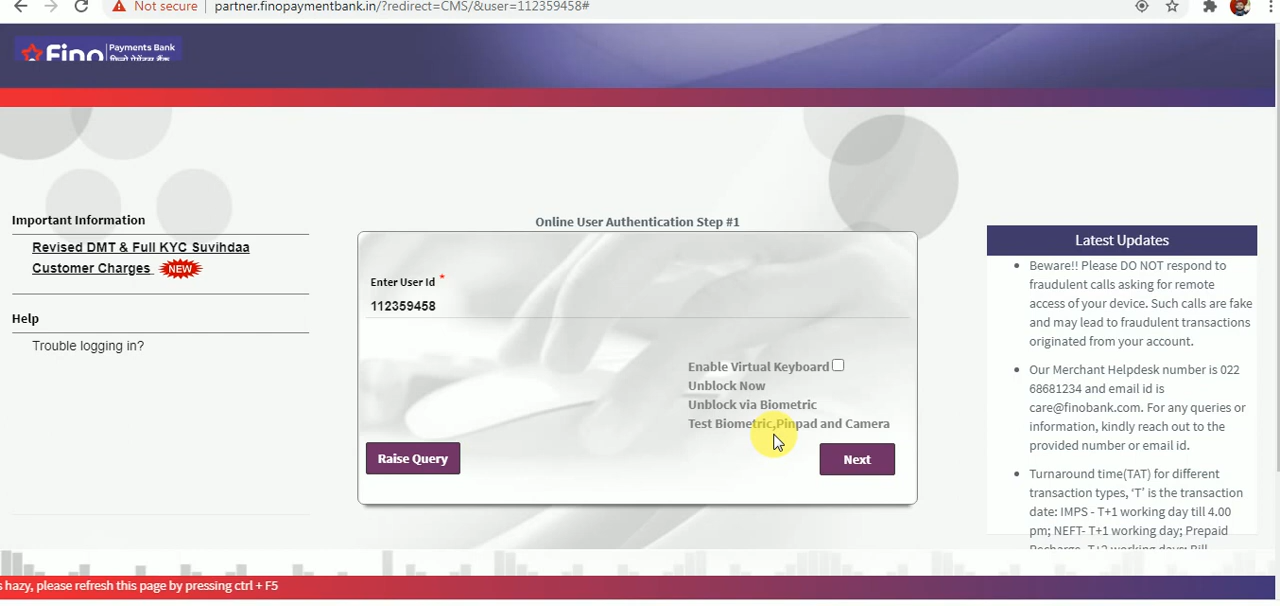 Not secure | partner.finopaymentbank.in/?redirect=CMS/&user=112359458#
Fino Payments Bank
फिनो पेमेंट्स बैंक
Important Information
Revised DMT & Full KYC Suvihdaa
Customer Charges NEW
Help
Trouble logging in?
Online User Authentication Step #1
Enter User Id *
112359458
Enable Virtual Keyboard
Unblock Now
Unblock via Biometric
Test Biometric,Pinpad and Camera
Raise Query
Next
Latest Updates
Beware!! Please DO NOT respond to
fraudulent calls asking for remote
access of your device. Such calls are fake
and may lead to fraudulent transactions
originated from your account.
Our Merchant Helpdesk number is 022
68681234 and email id is
care@finobank.com. For any queries or
information, kindly reach out to the
provided number or email id.
Turnaround time(TAT) for different
transaction types, ‘T’ is the transaction
date: IMPS - T+1 working day till 4.00
pm; NEFT- T+1 working day; Prepaid
Recharge- T+2 working days; Bill
s hazy, please refresh this page by pressing ctrl + F5